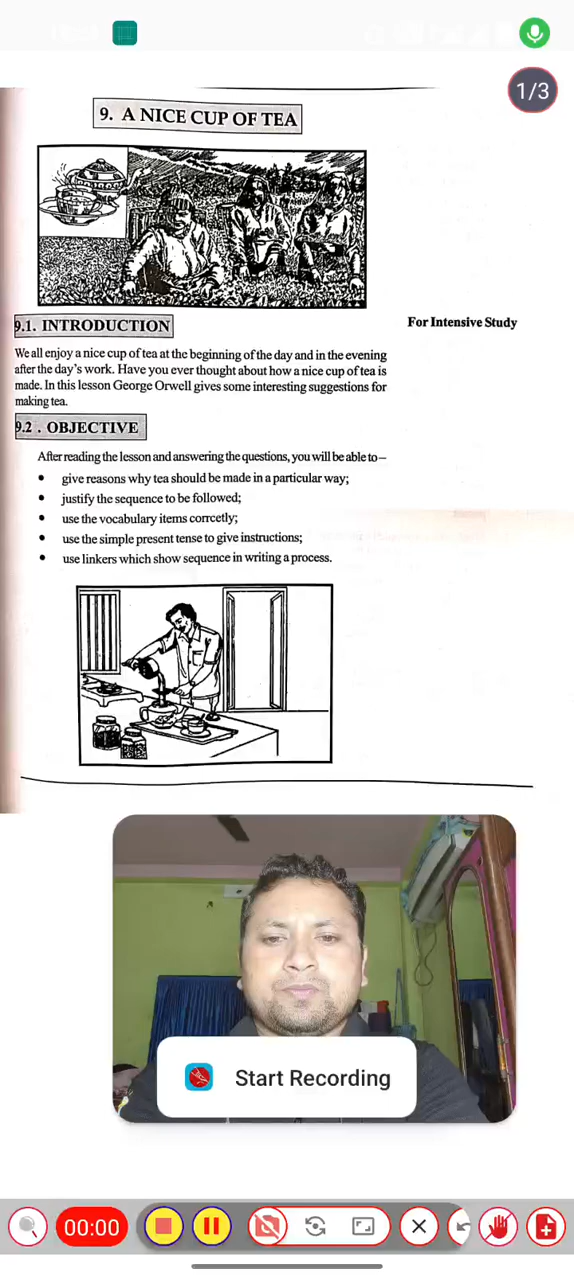 1/3
9. A NICE CUP OF TEA
9.1. INTRODUCTION
For Intensive Study
We all enjoy a nice cup of tea at the beginning of the day and in the evening
after the day's work. Have you ever thought about how a nice cup of tea is
made. In this lesson George Orwell gives some interesting suggestions for
making tea.
9.2 . OBJECTIVE
After reading the lesson and answering the questions, you will be able to—
• give reasons why tea should be made in a particular way;
• justify the sequence to be followed;
• use the vocabulary items corrcetly;
• use the simple present tense to give instructions;
• use linkers which show sequence in writing a process.
Start Recording
00:00